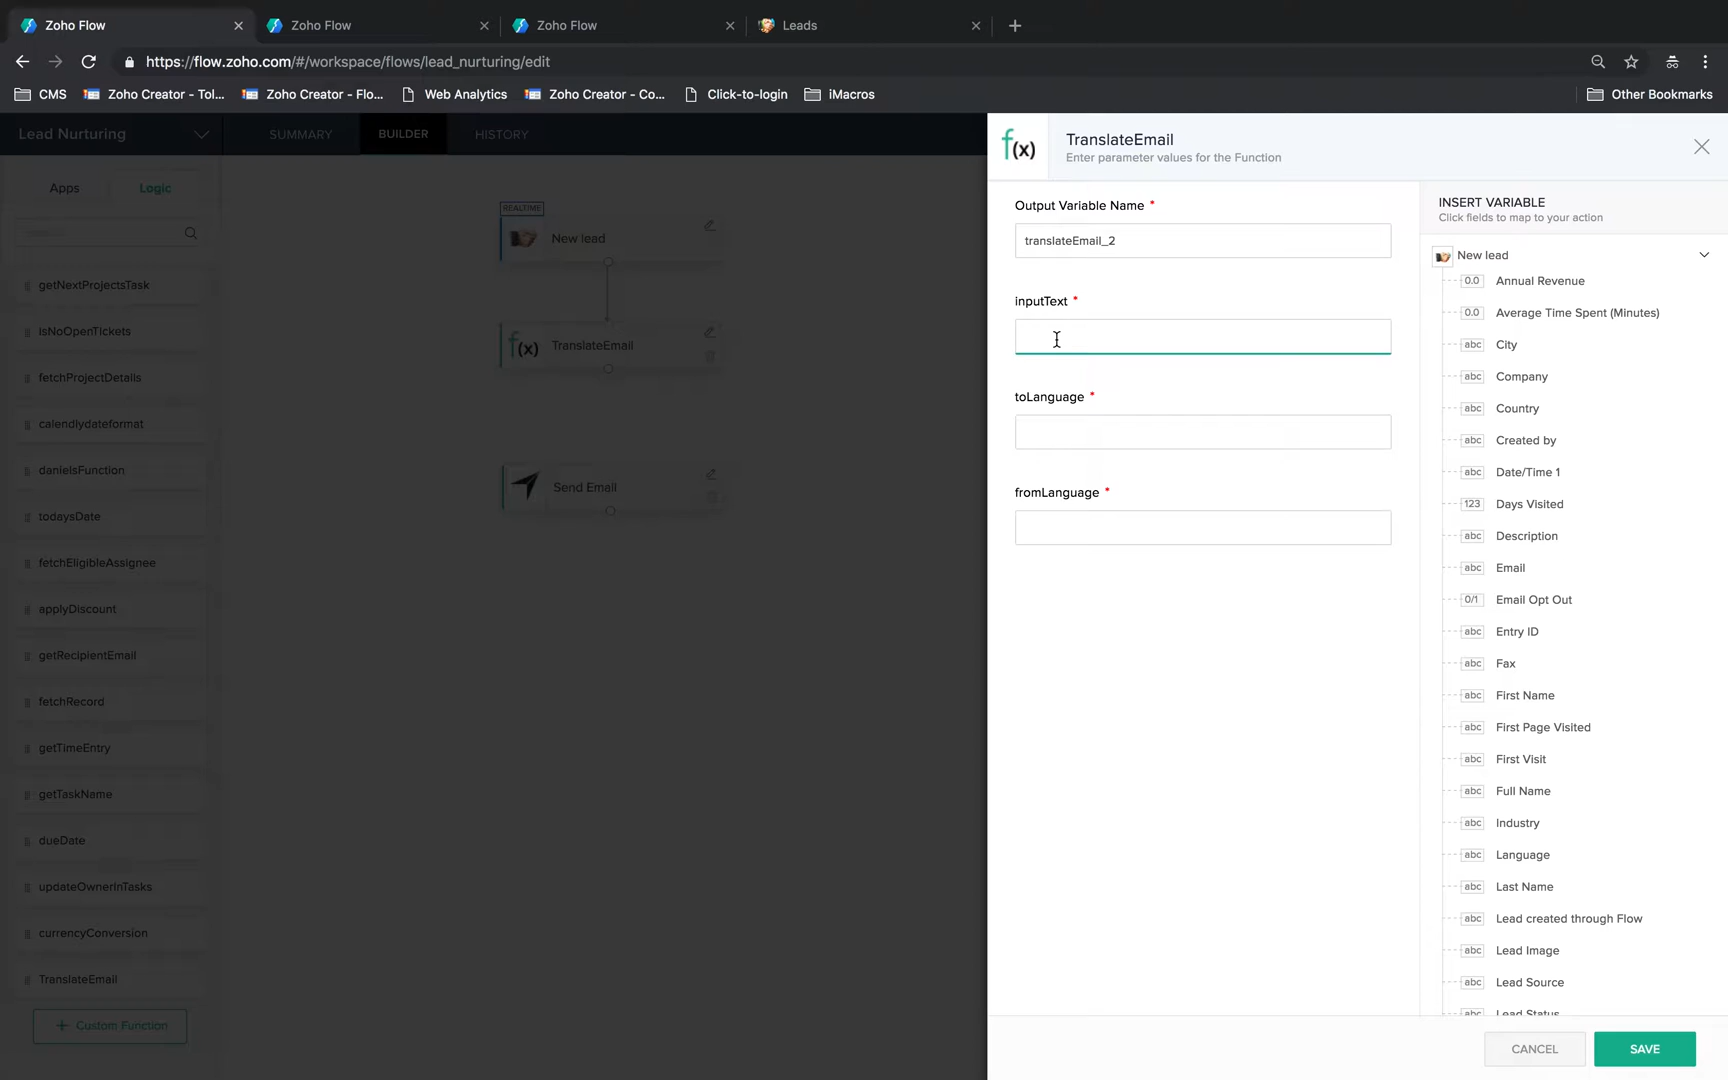 Zoho Flow
Zoho Flow
Zoho Flow
Leads
https://flow.zoho.com/#/workspace/flows/lead_nurturing/edit
CMS
Zoho Creator - Tol...
Zoho Creator - Flo...
Web Analytics
Zoho Creator - Co...
Click-to-login
iMacros
Other Bookmarks
Lead Nurturing
SUMMARY
BUILDER
HISTORY
Apps
Logic
getNextProjectsTask
isNoOpenTIckets
fetchProjectDetails
calendlydateformat
danielsFunction
todaysDate
fetchEligibleAssignee
applyDiscount
getRecipientEmail
fetchRecord
getTimeEntry
getTaskName
dueDate
updateOwnerInTasks
currencyConversion
TranslateEmail
+ Custom Function
REALTIME
New lead
f(x)
TranslateEmail
Send Email
f(x)
TranslateEmail
Enter parameter values for the Function
Output Variable Name *
translateEmail_2
inputText *
toLanguage *
fromLanguage *
INSERT VARIABLE
Click fields to map to your action
New lead
0.0 Annual Revenue
0.0 Average Time Spent (Minutes)
abc City
abc Company
abc Country
abc Created by
abc Date/Time 1
123 Days Visited
abc Description
abc Email
0/1 Email Opt Out
abc Entry ID
abc Fax
abc First Name
abc First Page Visited
abc First Visit
abc Full Name
abc Industry
abc Language
abc Last Name
abc Lead created through Flow
abc Lead Image
abc Lead Source
abc Lead Status
CANCEL
SAVE